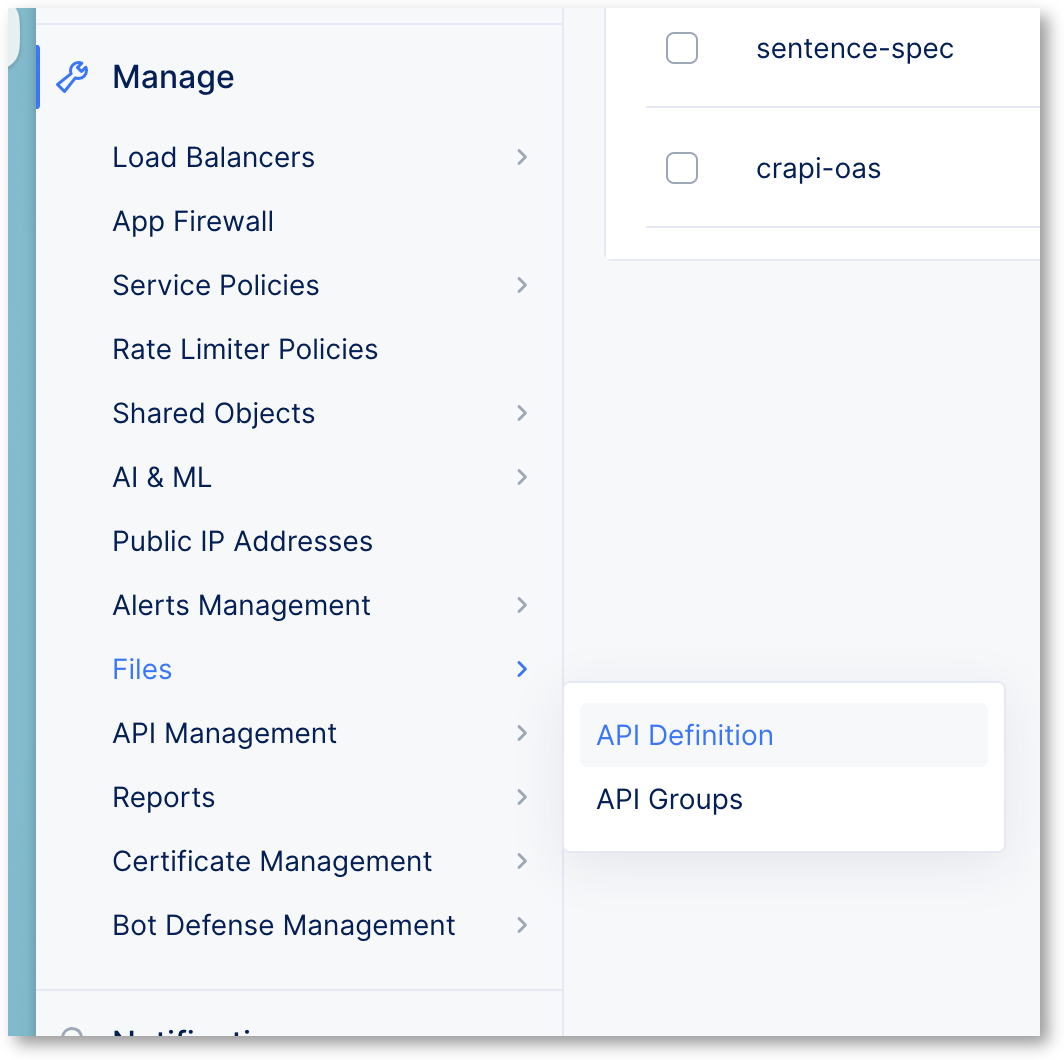 Manage
Load Balancers
App Firewall
Service Policies
Rate Limiter Policies
Shared Objects
AI & ML
Public IP Addresses
Alerts Management
Files
API Management
Reports
Certificate Management
Bot Defense Management
sentence-spec
crapi-oas
API Definition
API Groups